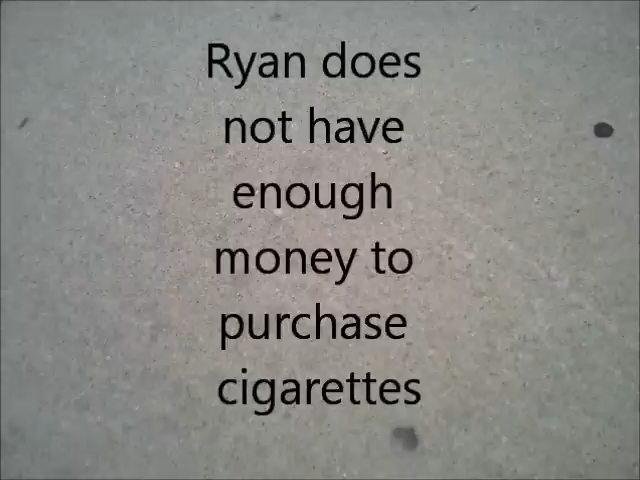 Ryan does
not have
enough
money to
purchase
cigarettes